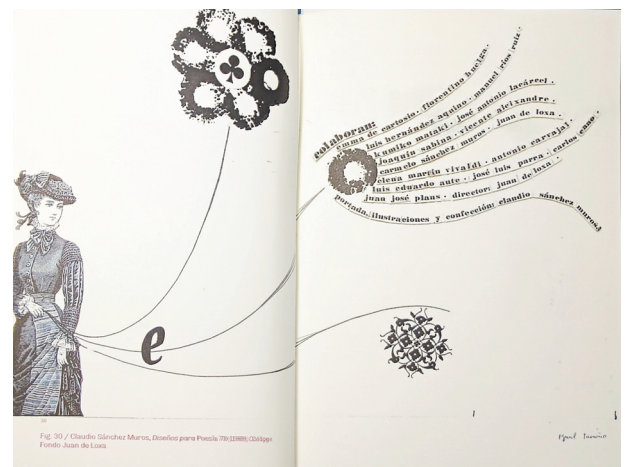 colaboran:
emma de cartosio. florentino huelga.
luis hernández aquino. manuel ríos ruiz.
kumiko mataki. josé antonio lacárcel.
joaquín sabina. vicente aleixandre.
carmelo sánchez muros. juan de loxa.
elena martín vivaldi. antonio carvajal.
luis eduardo aute. josé luis parra. carlos cano.
juan josé plans. director: juan de loxa.
portada, ilustraciones y confección: claudio sánchez muros.
e
Fig. 30 / Claudio Sánchez Muros, Diseños para Poesía 70 (1969). Collage.
Fondo Juan de Loxa.